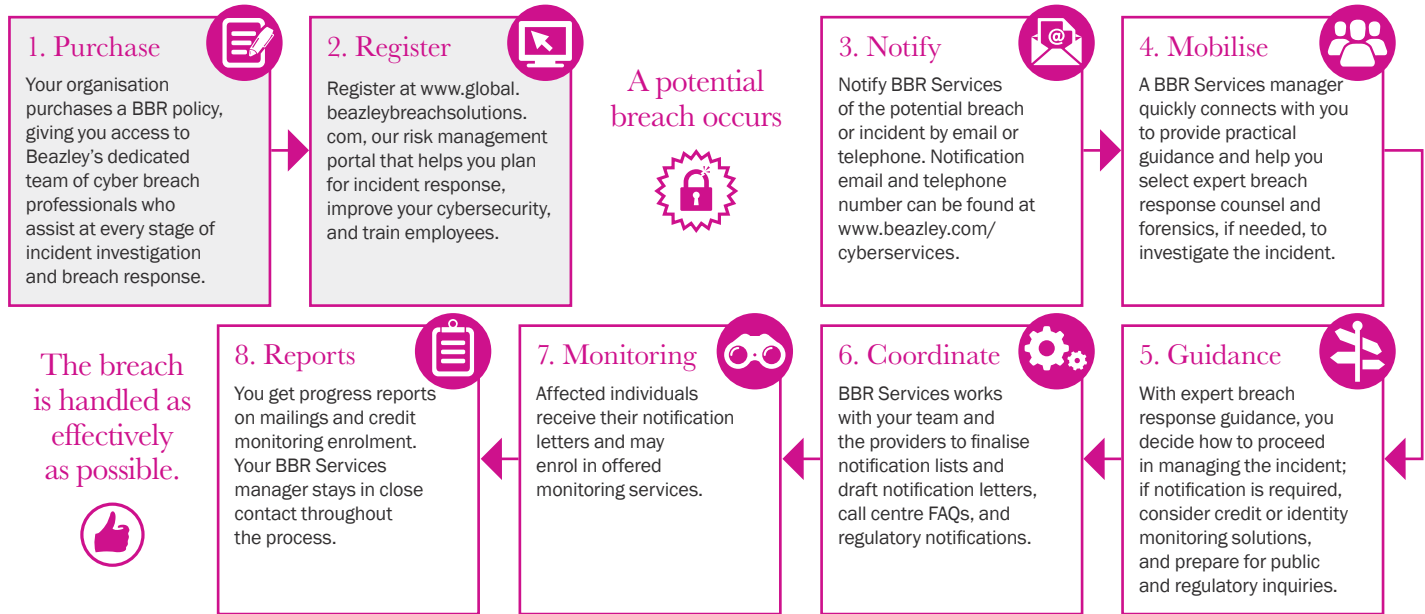 1. Purchase
Your organisation
purchases a BBR policy,
giving you access to
Beazley's dedicated
team of cyber breach
professionals who
assist at every stage of
incident investigation
and breach response.
2. Register
Register at www.global.
beazleybreachsolutions.
com, our risk management
portal that helps you plan
for incident response,
improve your cybersecurity,
and train employees.
A potential
breach occurs
3. Notify
@
Notify BBR Services
of the potential breach
or incident by email or
telephone. Notification
email and telephone
number can be found at
www.beazley.com/
cyberservices.
4. Mobilise
A BBR Services manager
quickly connects with you
to provide practical
guidance and help you
select expert breach
response counsel and
forensics, if needed, to
investigate the incident.
5. Guidance
With expert breach
response guidance, you
decide how to proceed
in managing the incident;
if notification is required,
consider credit or identity
monitoring solutions,
and prepare for public
and regulatory inquiries.
6. Coordinate
BBR Services works
with your team and
the providers to finalise
notification lists and
draft notification letters,
call centre FAQs, and
regulatory notifications.
7. Monitoring
Affected individuals
receive their notification
letters and may
enrol in offered
monitoring services.
8. Reports
You get progress reports
on mailings and credit
monitoring enrolment.
Your BBR Services
manager stays in close
contact throughout
the process.
The breach
is handled as
effectively
as possible.